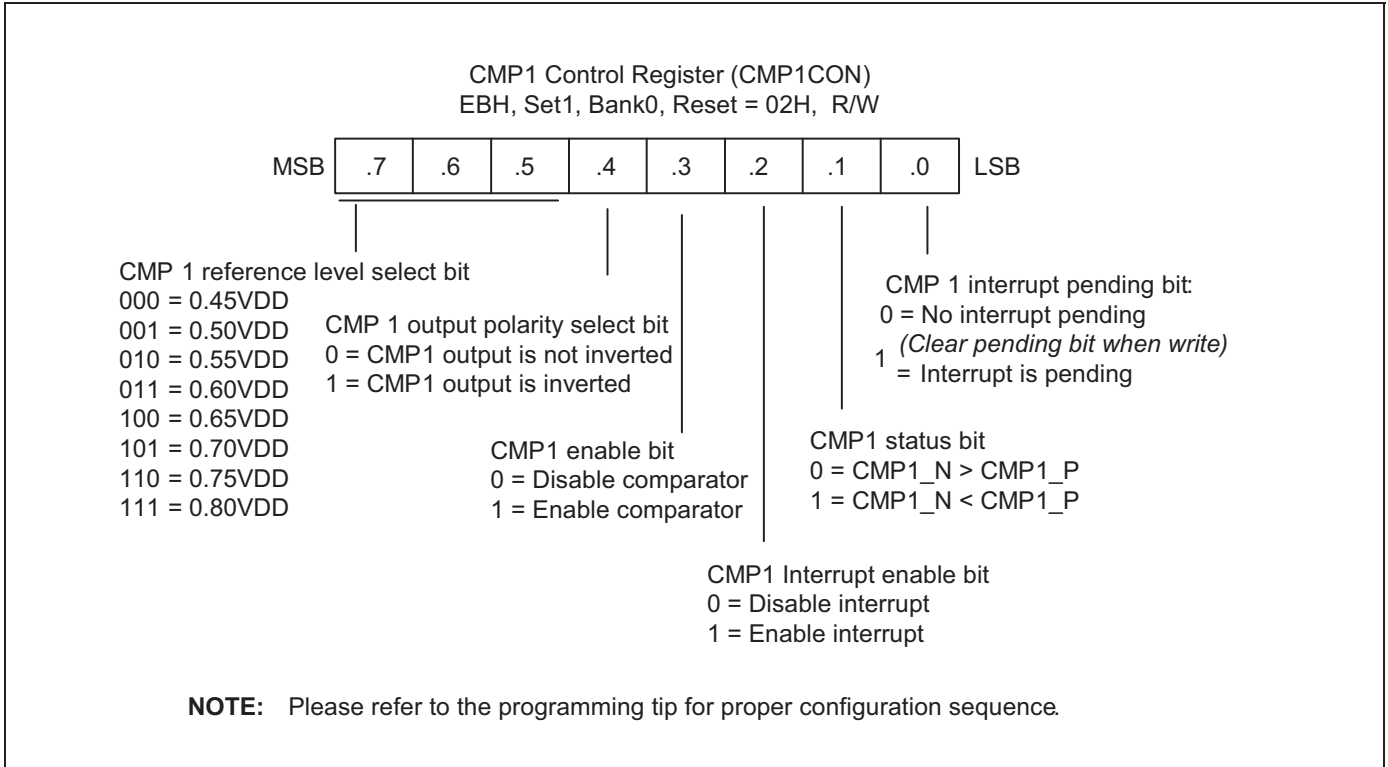 CMP1 Control Register (CMP1CON)
EBH, Set1, Bank0, Reset = 02H, R/W
MSB .7 .6 .5 .4 .3 .2 .1 .0 LSB
CMP 1 reference level select bit
000 = 0.45VDD
001 = 0.50VDD
010 = 0.55VDD
011 = 0.60VDD
100 = 0.65VDD
101 = 0.70VDD
110 = 0.75VDD
111 = 0.80VDD
CMP 1 output polarity select bit
0 = CMP1 output is not inverted
1 = CMP1 output is inverted
CMP1 enable bit
0 = Disable comparator
1 = Enable comparator
CMP1 Interrupt enable bit
0 = Disable interrupt
1 = Enable interrupt
CMP1 status bit
0 = CMP1_N > CMP1_P
1 = CMP1_N < CMP1_P
CMP 1 interrupt pending bit:
0 = No interrupt pending
(Clear pending bit when write)
1
= Interrupt is pending
NOTE: Please refer to the programming tip for proper configuration sequence.